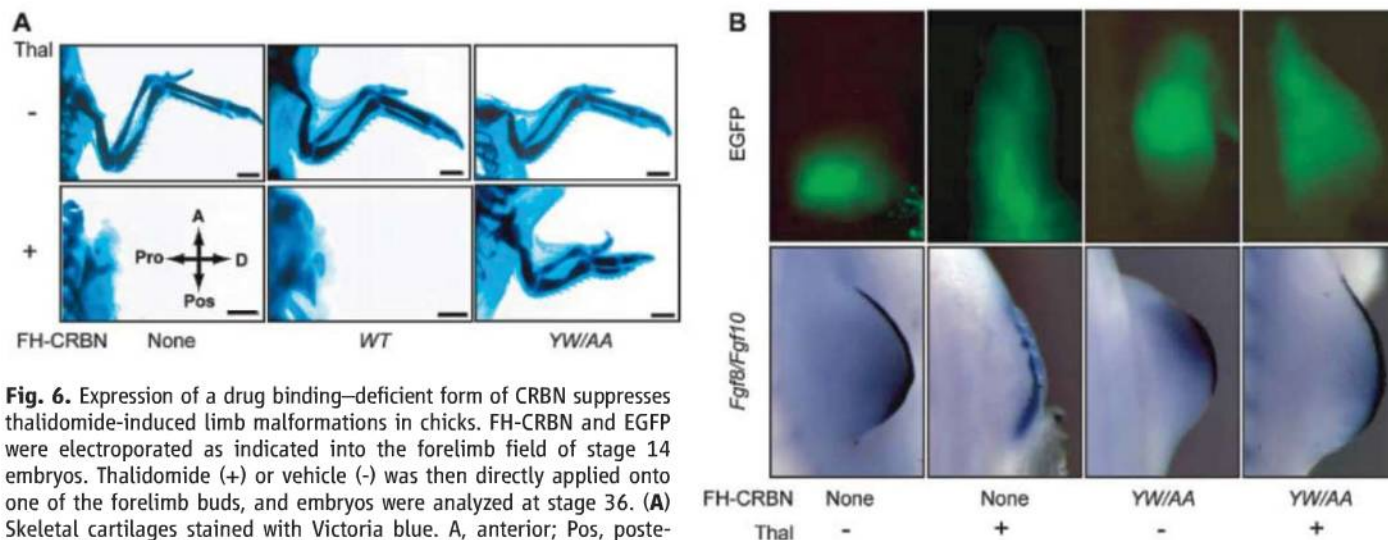 A
Thal
-
A
Pro D
Pos
+
FH-CRBN None WT YW/AA
Fig. 6. Expression of a drug binding–deficient form of CRBN suppresses
thalidomide-induced limb malformations in chicks. FH-CRBN and EGFP
were electroporated as indicated into the forelimb field of stage 14
embryos. Thalidomide (+) or vehicle (-) was then directly applied onto
one of the forelimb buds, and embryos were analyzed at stage 36. (A)
Skeletal cartilages stained with Victoria blue. A, anterior; Pos, poste-
B
EGFP
Fgf8/Fgf10
FH-CRBN None None YW/AA YW/AA
Thal - + - +